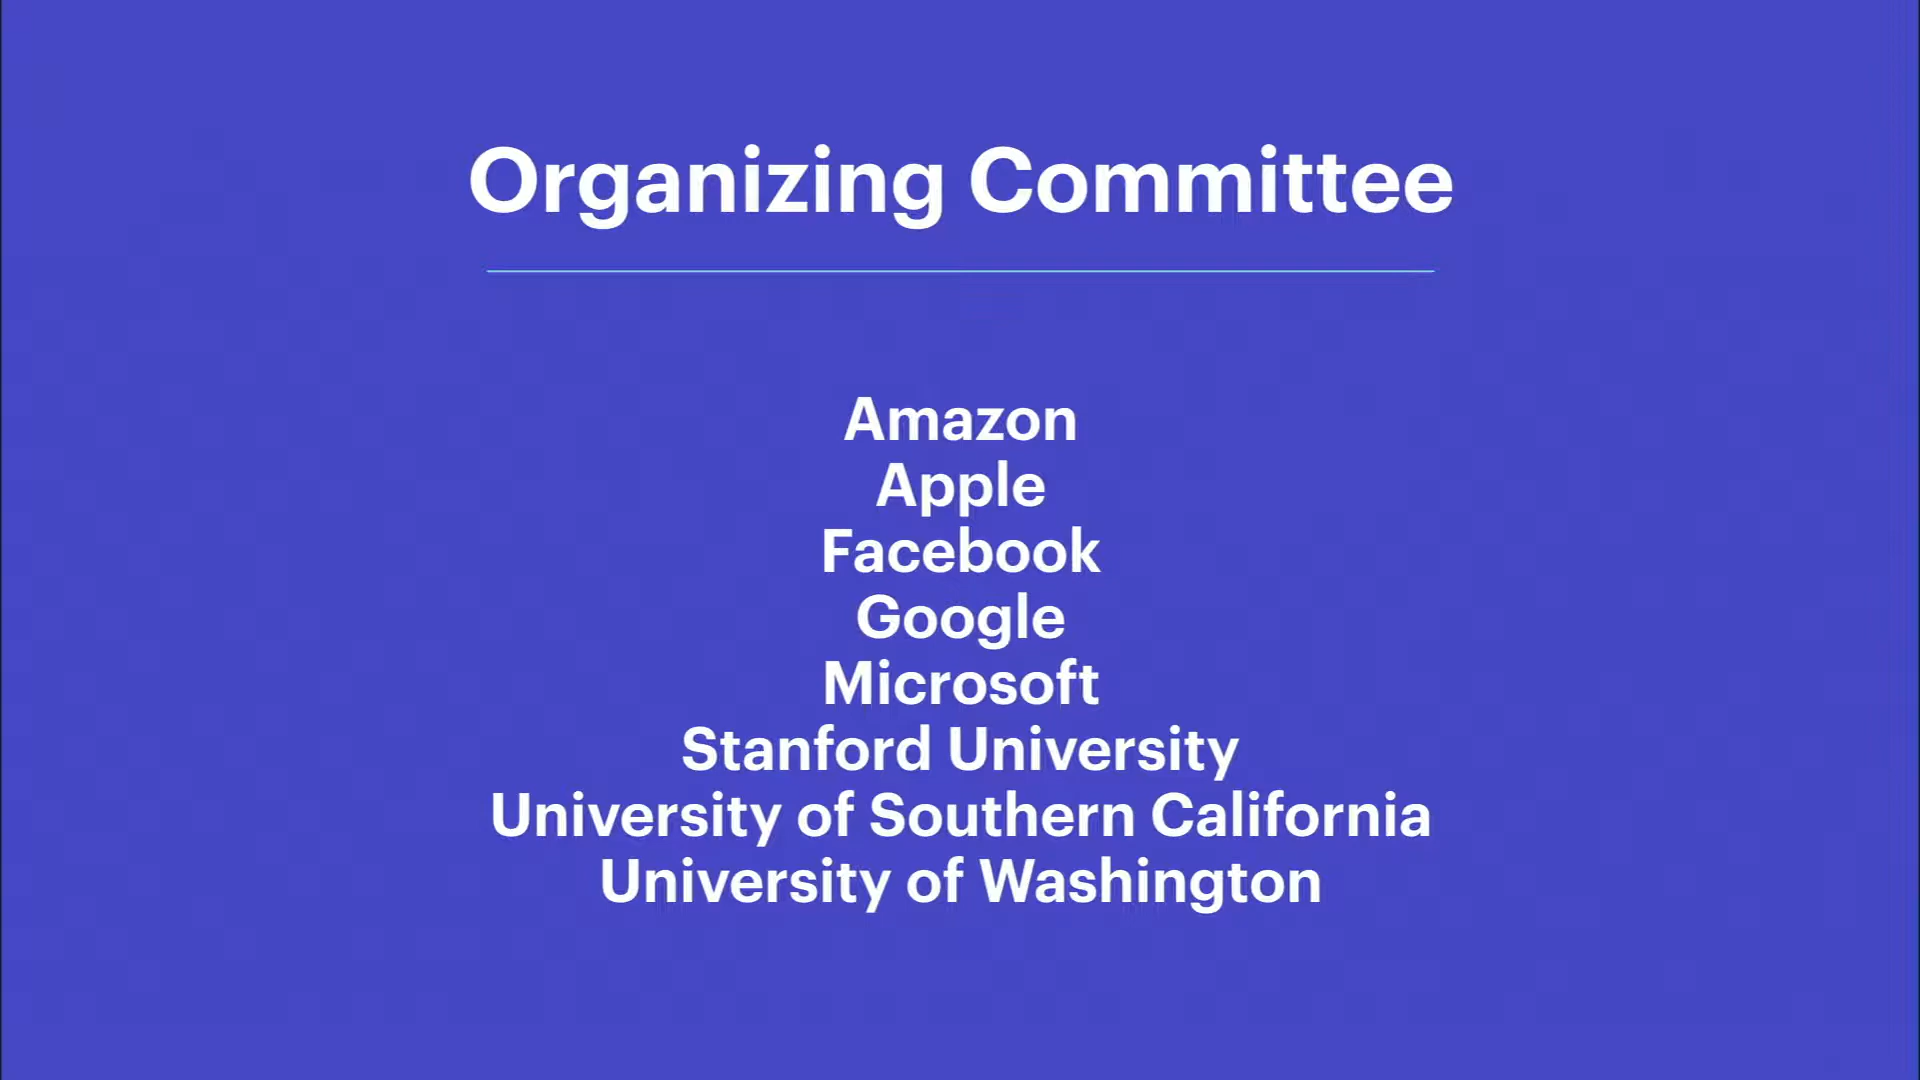 Organizing Committee
Amazon
Apple
Facebook
Google
Microsoft
Stanford University
University of Southern California
University of Washington